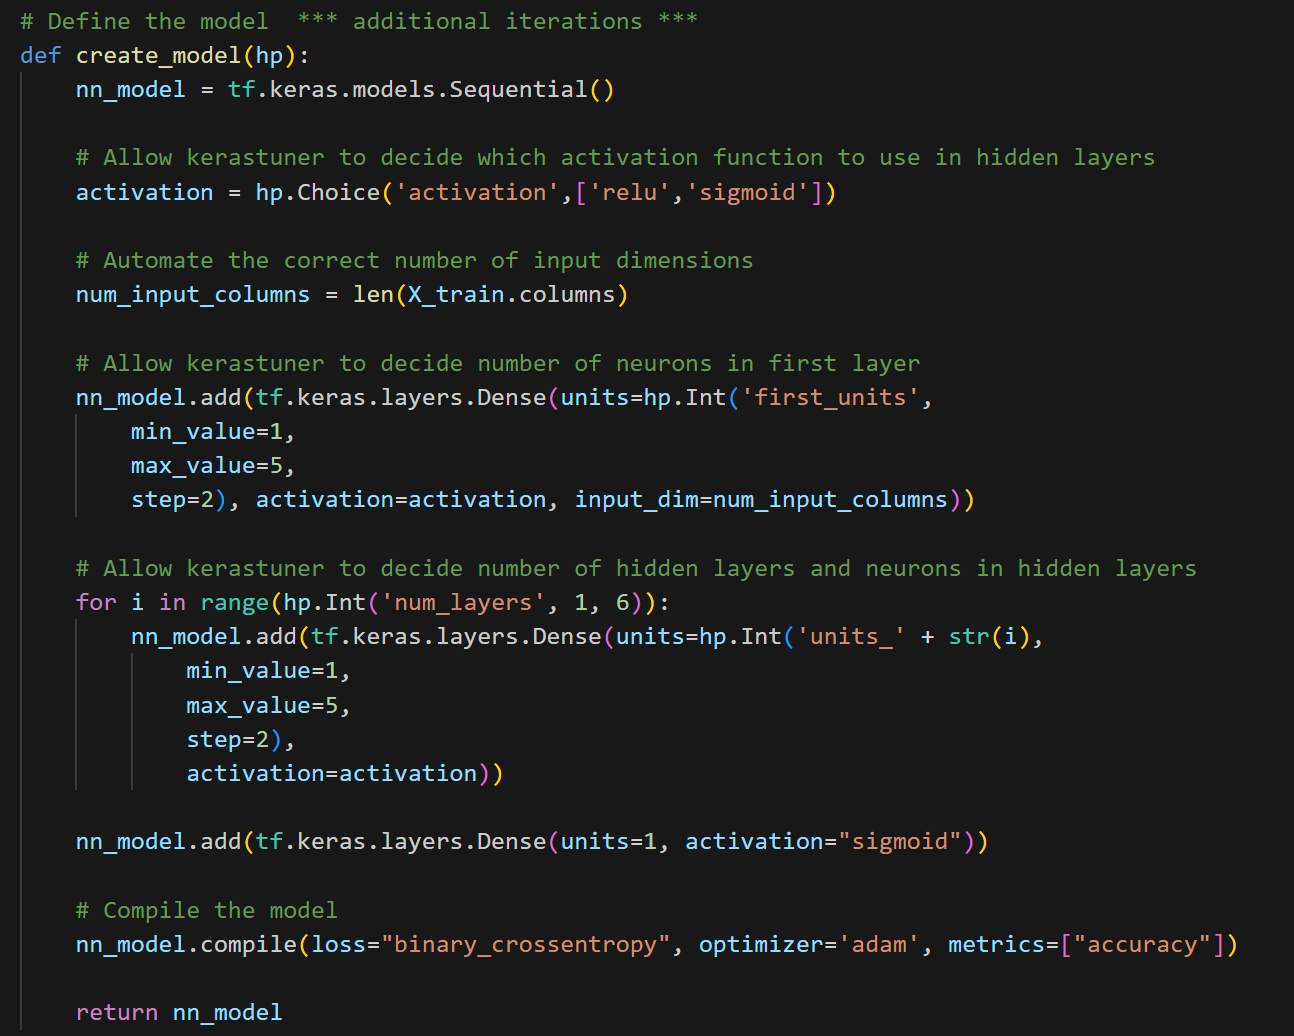 # Define the model  *** additional iterations ***
def create_model(hp):
    nn_model = tf.keras.models.Sequential()

    # Allow kerastuner to decide which activation function to use in hidden layers
    activation = hp.Choice('activation',['relu','sigmoid'])

    # Automate the correct number of input dimensions
    num_input_columns = len(X_train.columns)

    # Allow kerastuner to decide number of neurons in first layer
    nn_model.add(tf.keras.layers.Dense(units=hp.Int('first_units',
        min_value=1,
        max_value=5,
        step=2), activation=activation, input_dim=num_input_columns))

    # Allow kerastuner to decide number of hidden layers and neurons in hidden layers
    for i in range(hp.Int('num_layers', 1, 6)):
        nn_model.add(tf.keras.layers.Dense(units=hp.Int('units_' + str(i),
            min_value=1,
            max_value=5,
            step=2),
            activation=activation))

    nn_model.add(tf.keras.layers.Dense(units=1, activation="sigmoid"))

    # Compile the model
    nn_model.compile(loss="binary_crossentropy", optimizer='adam', metrics=["accuracy"])

    return nn_model